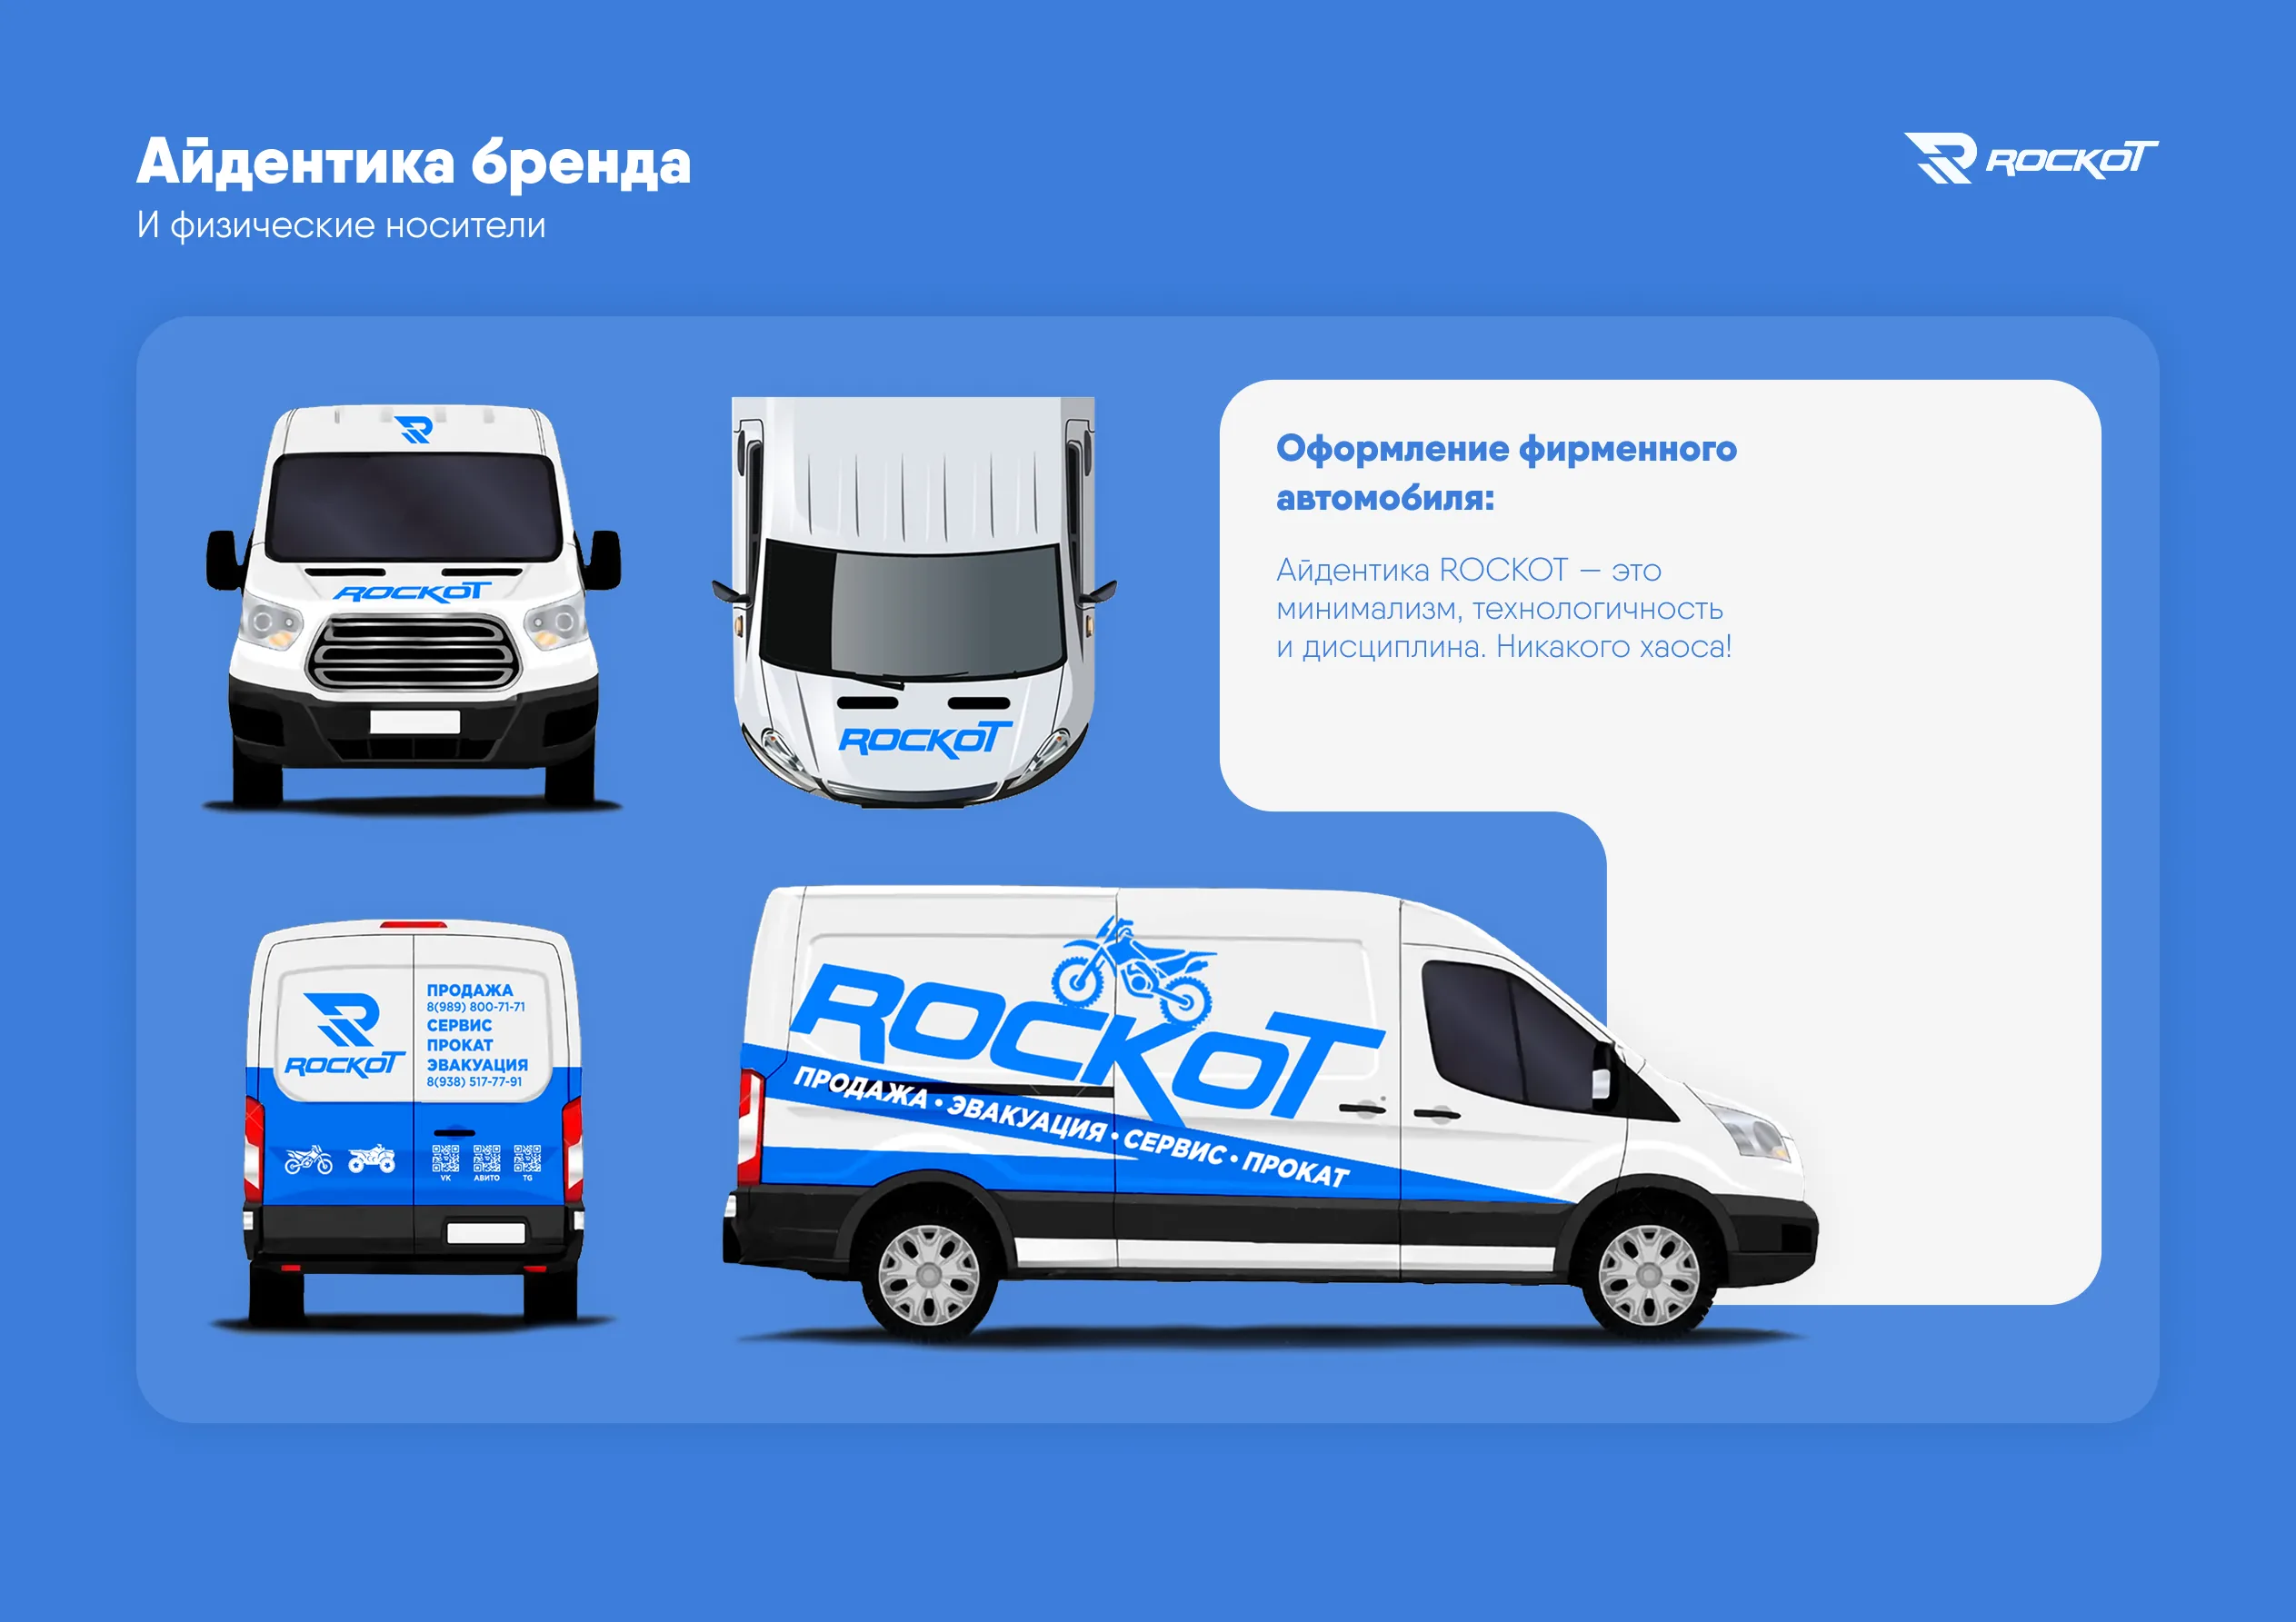 Айдентика бренда
И физические носители
ROCKOT
Оформление фирменного
автомобиля:
Айдентика ROCKOT — это
минимализм, технологичность
и дисциплина. Никакого хаоса!
ROCKOT
ROCKOT
ROCKOT
ПРОДАЖА
8(989) 800-71-71
СЕРВИС
ПРОКАТ
ЭВАКУАЦИЯ
8(938) 517-77-91
VK АВИТО TG
ROCKOT
ПРОДАЖА • ЭВАКУАЦИЯ • СЕРВИС • ПРОКАТ